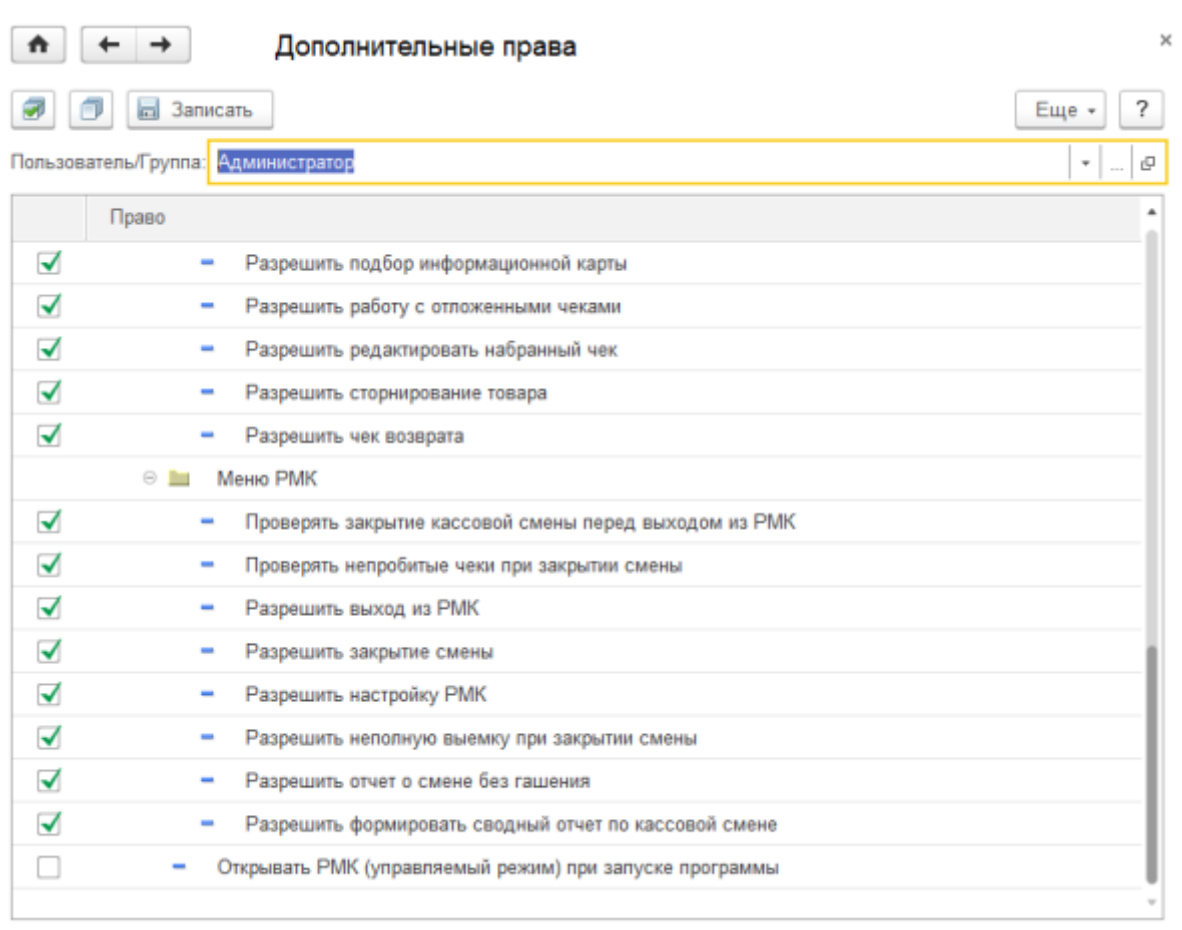 Дополнительные права
Записать
Еще
?
Пользователь/Группа: Администратор
...
Право
Разрешить подбор информационной карты
Разрешить работу с отложенными чеками
Разрешить редактировать набранный чек
Разрешить сторнирование товара
Разрешить чек возврата
Меню РМК
Проверять закрытие кассовой смены перед выходом из РМК
Проверять непробитые чеки при закрытии смены
Разрешить выход из РМК
Разрешить закрытие смены
Разрешить настройку РМК
Разрешить неполную выемку при закрытии смены
Разрешить отчет о смене без гашения
Разрешить формировать сводный отчет по кассовой смене
Открывать РМК (управляемый режим) при запуске программы